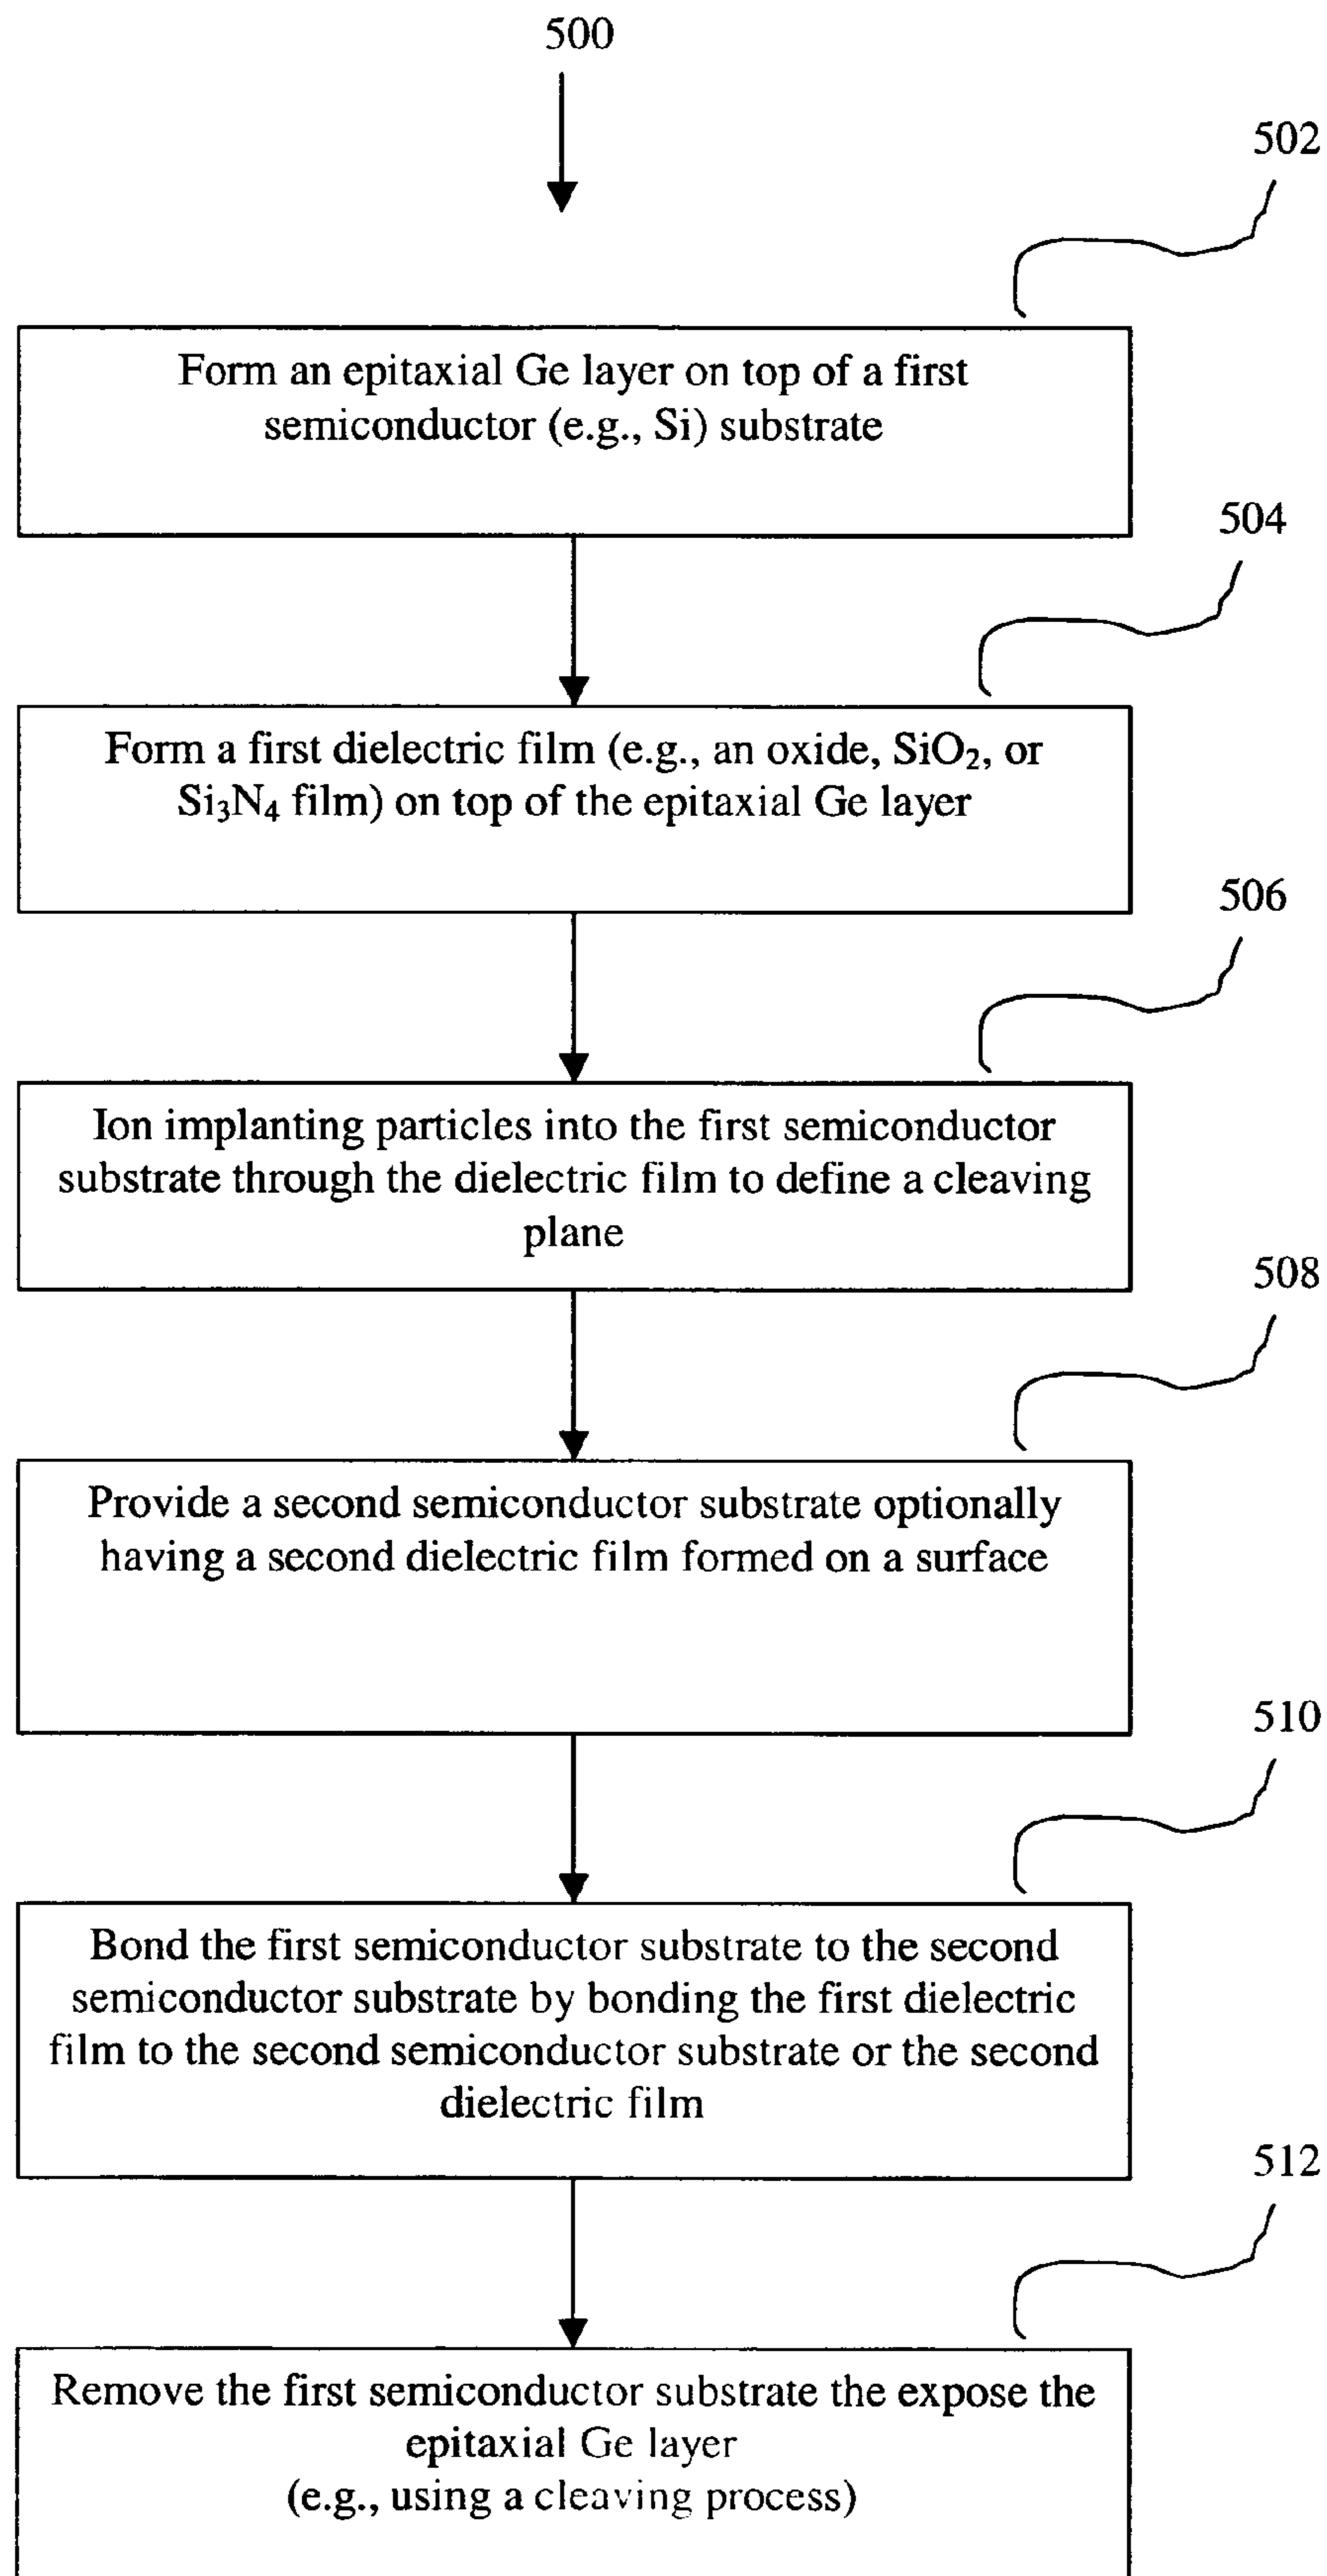 500
502
Form an epitaxial Ge layer on top of a first
semiconductor (e.g., Si) substrate
504
Form a first dielectric film (e.g., an oxide, SiO₂, or
Si₃N₄ film) on top of the epitaxial Ge layer
506
Ion implanting particles into the first semiconductor
substrate through the dielectric film to define a cleaving
plane
508
Provide a second semiconductor substrate optionally
having a second dielectric film formed on a surface
510
Bond the first semiconductor substrate to the second
semiconductor substrate by bonding the first dielectric
film to the second semiconductor substrate or the second
dielectric film
512
Remove the first semiconductor substrate the expose the
epitaxial Ge layer
(e.g., using a cleaving process)